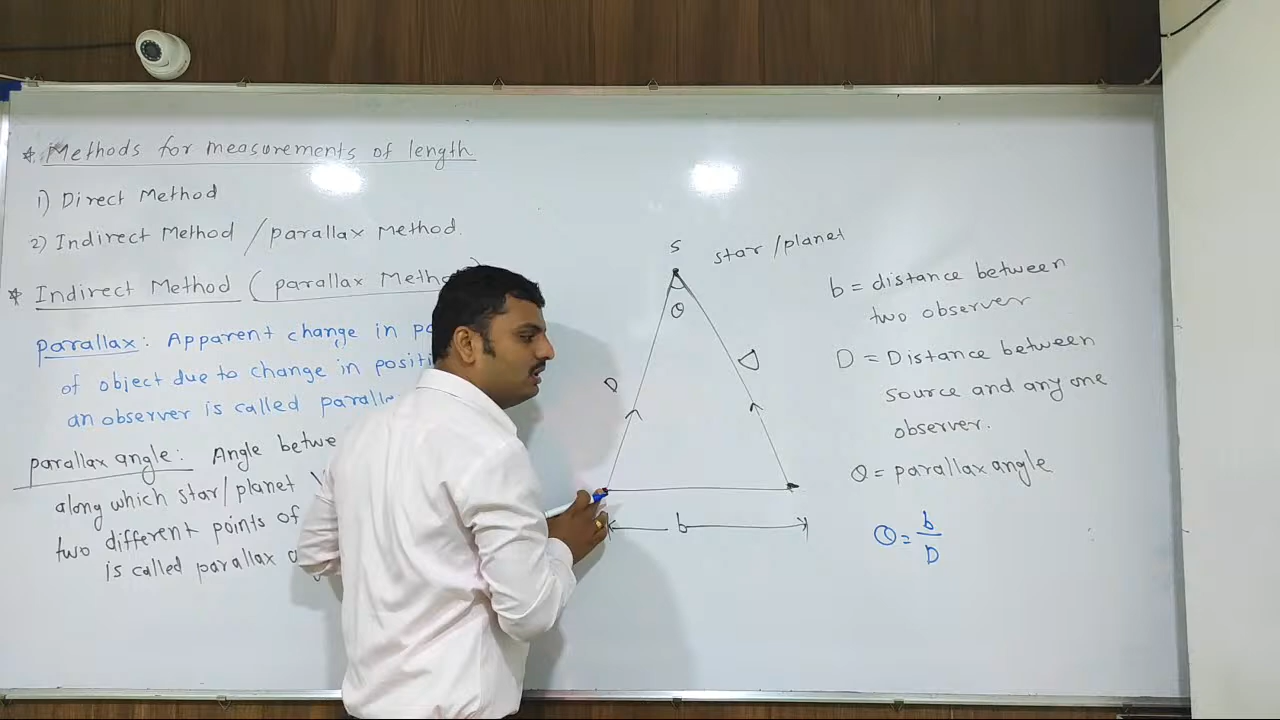 * Methods for measurements of length
1) Direct Method
2) Indirect Method / parallax Method.
* Indirect Method (parallax Metho
parallax: Apparent change in po
of object due to change in positi
an observer is called paralla
parallax angle: Angle betwe
along which star/planet
two different points of
is called parallax
S
star/planet
θ
D
D
b
b = distance between
two observer
D = Distance between
source and any one
observer.
θ = parallax angle
θ = b/D